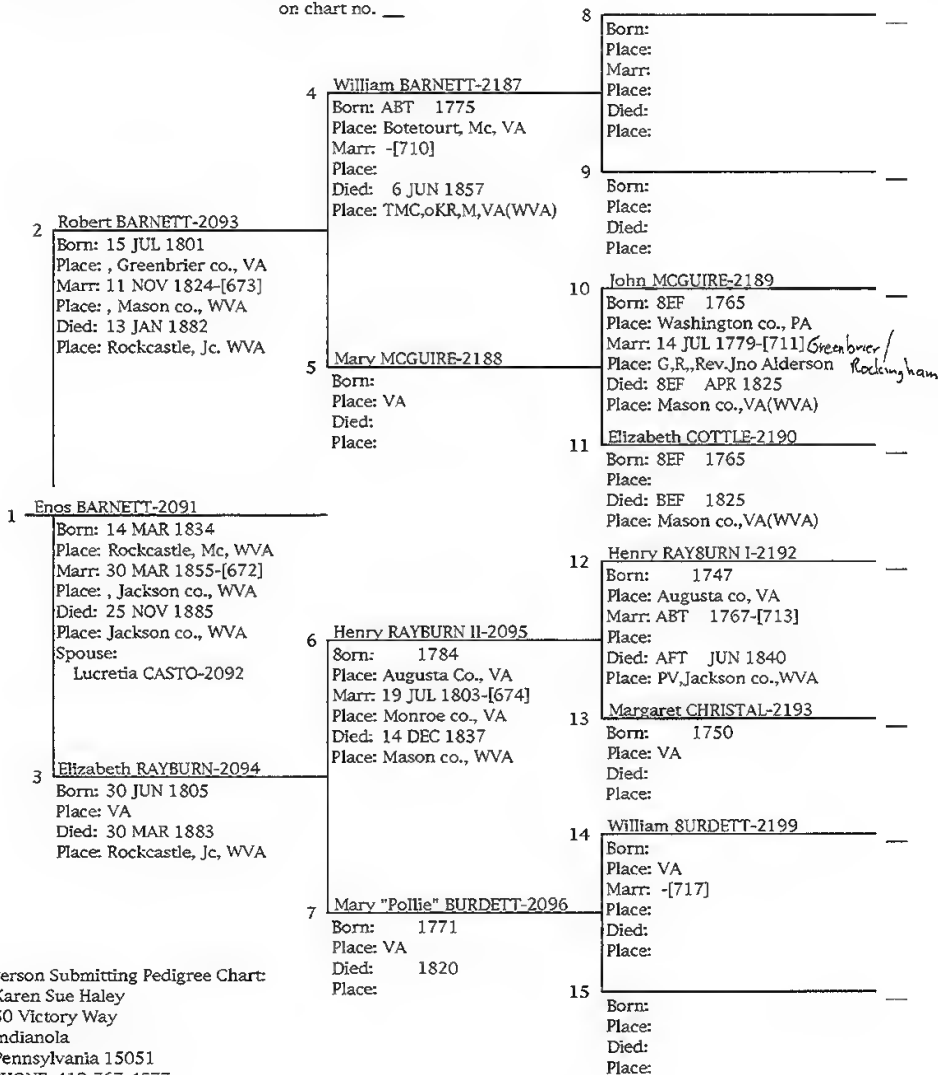 on chart no. __
8
Born:
Place:
Marr:
Place:
Died:
Place:
4 William BARNETT-2187
Born: ABT 1775
Place: Botetourt, Mc, VA
Marr: -[710]
Place:
Died: 6 JUN 1857
Place: TMC,oKR,M,VA(WVA)
9
Born:
Place:
Died:
Place:
2 Robert BARNETT-2093
Born: 15 JUL 1801
Place: , Greenbrier co., VA
Marr: 11 NOV 1824-[673]
Place: , Mason co., WVA
Died: 13 JAN 1882
Place: Rockcastle, Jc. WVA
10 John MCGUIRE-2189
Born: 8EF 1765
Place: Washington co., PA
Marr: 14 JUL 1779-[711] Greenbrier/
Place: G,R,,Rev.Jno Alderson Rockingham
Died: 8EF APR 1825
Place: Mason co.,VA(WVA)
5 Mary MCGUIRE-2188
Born:
Place: VA
Died:
Place:
11 Elizabeth COTTLE-2190
Born: 8EF 1765
Place:
Died: BEF 1825
Place: Mason co.,VA(WVA)
1 Enos BARNETT-2091
Born: 14 MAR 1834
Place: Rockcastle, Mc, WVA
Marr: 30 MAR 1855-[672]
Place: , Jackson co., WVA
Died: 25 NOV 1885
Place: Jackson co., WVA
Spouse:
Lucretia CASTO-2092
12 Henry RAY8URN I-2192
Born: 1747
Place: Augusta co, VA
Marr: ABT 1767-[713]
Place:
Died: AFT JUN 1840
Place: PV,Jackson co.,WVA
6 Henry RAYBURN II-2095
8orn: 1784
Place: Augusta Co., VA
Marr: 19 JUL 1803-[674]
Place: Monroe co., VA
Died: 14 DEC 1837
Place: Mason co., WVA
13 Margaret CHRISTAL-2193
Born: 1750
Place: VA
Died:
Place:
3 Elizabeth RAYBURN-2094
Born: 30 JUN 1805
Place: VA
Died: 30 MAR 1883
Place: Rockcastle, Jc, WVA
14 William 8URDETT-2199
Born:
Place: VA
Marr: -[717]
Place:
Died:
Place:
7 Mary "Pollie" BURDETT-2096
Born: 1771
Place: VA
Died: 1820
Place:
15
Born:
Place:
Died:
Place:
erson Submitting Pedigree Chart:
Karen Sue Haley
Victory Way
ndianola
Pennsylvania 15051